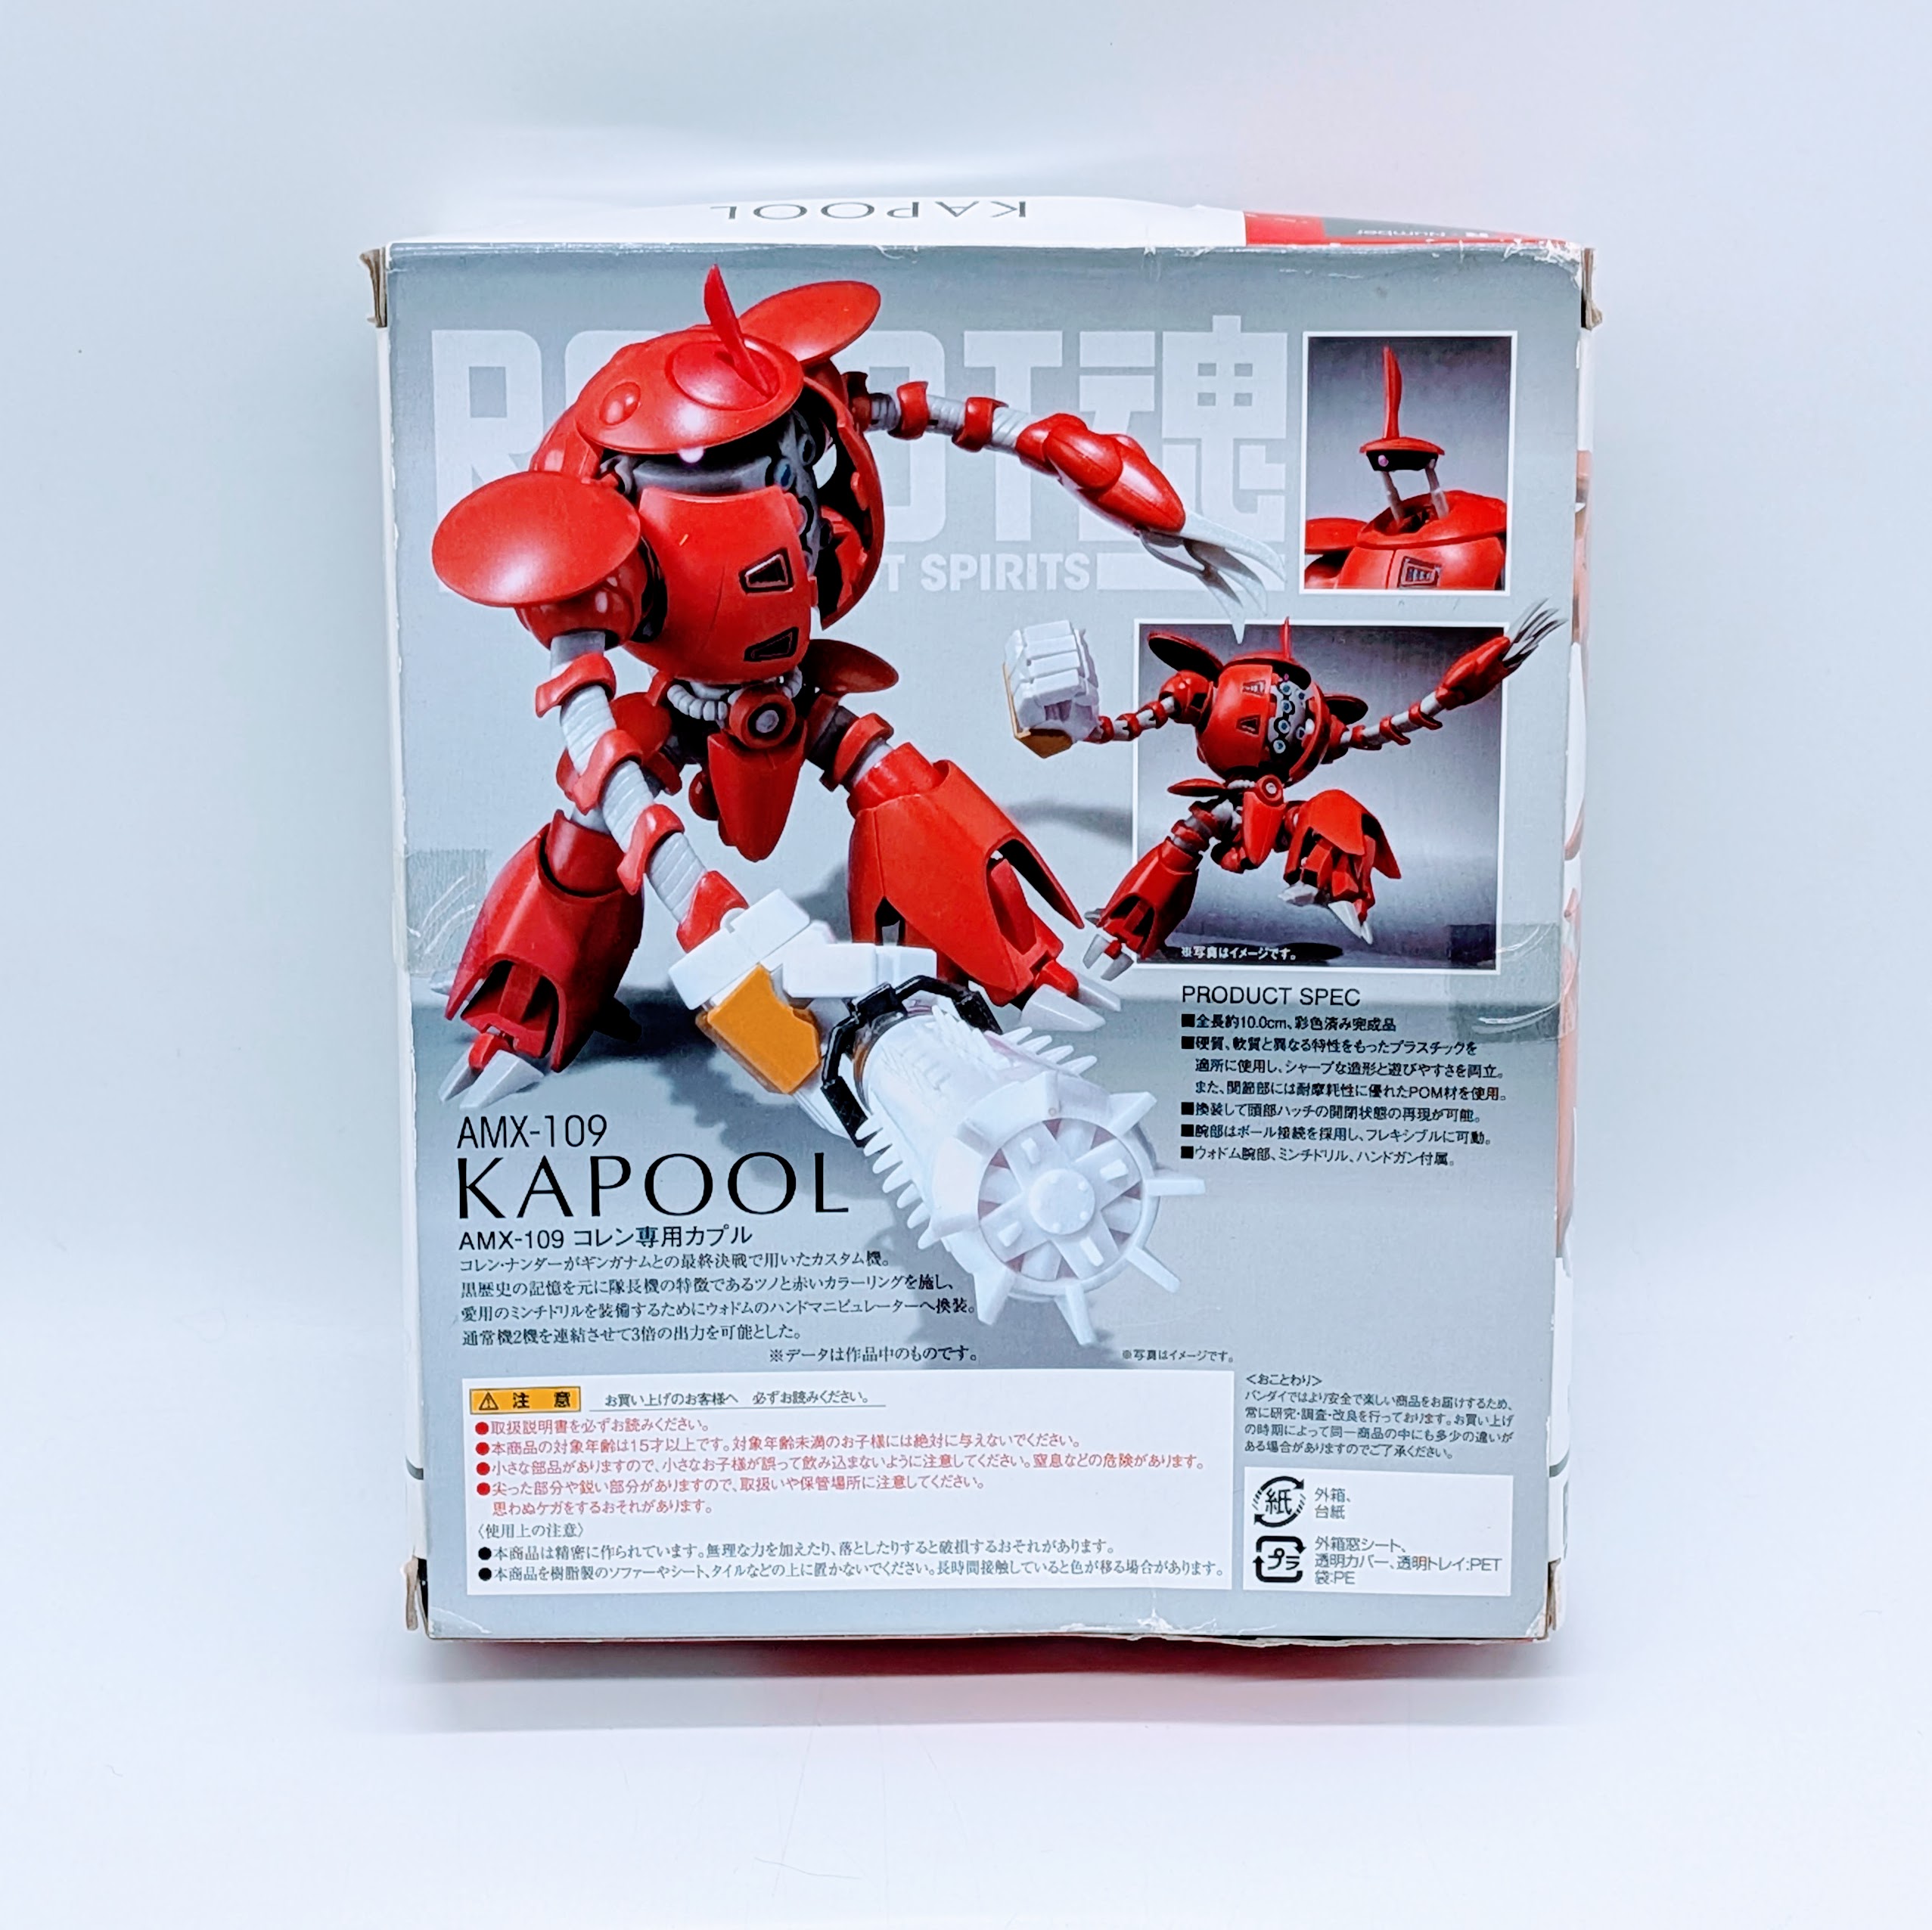 KAPOOL
Number
ROBOT魂
T SPIRITS
※写真はイメージです。
PRODUCT SPEC
■全長約10.0cm、彩色済み完成品
■硬質、軟質と異なる特性をもったプラスチックを
適所に使用し、シャープな造形と遊びやすさを両立。
また、関節部には耐摩耗性に優れたPOM材を使用。
■換装して頭部ハッチの開閉状態の再現が可能。
■腕部はボール接続を採用し、フレキシブルに可動。
■ウォドム腕部、ミンチドリル、ハンドガン付属。
AMX-109
KAPOOL
AMX-109 コレン専用カプル
コレン・ナンダーがギンガナムとの最終決戦で用いたカスタム機。
黒歴史の記憶を元に隊長機の特徴であるツノと赤いカラーリングを施し、
愛用のミンチドリルを装備するためにウォドムのハンドマニピュレーターへ換装。
通常機2機を連結させて3倍の出力を可能とした。
※データは作品中のものです。
※写真はイメージです。
注 意 お買い上げのお客様へ 必ずお読みください。
●取扱説明書を必ずお読みください。
●本商品の対象年齢は15才以上です。対象年齢未満のお子様には絶対に与えないでください。
●小さな部品がありますので、小さなお子様が誤って飲み込まないように注意してください。窒息などの危険があります。
●尖った部分や鋭い部分がありますので、取扱いや保管場所に注意してください。
思わぬケガをするおそれがあります。
〈使用上の注意〉
●本商品は精密に作られています。無理な力を加えたり、落としたりすると破損するおそれがあります。
●本商品を樹脂製のソファーやシート、タイルなどの上に置かないでください。長時間接触していると色が移る場合があります。
<おことわり>
バンダイではより安全で楽しい商品をお届けするため、
常に研究・調査・改良を行っております。お買い上げ
の時期によって同一商品の中にも多少の違いが
ある場合がありますのでご了承ください。
紙 外箱、
台紙
プラ 外箱窓シート、
透明カバー、透明トレイ:PET
袋:PE